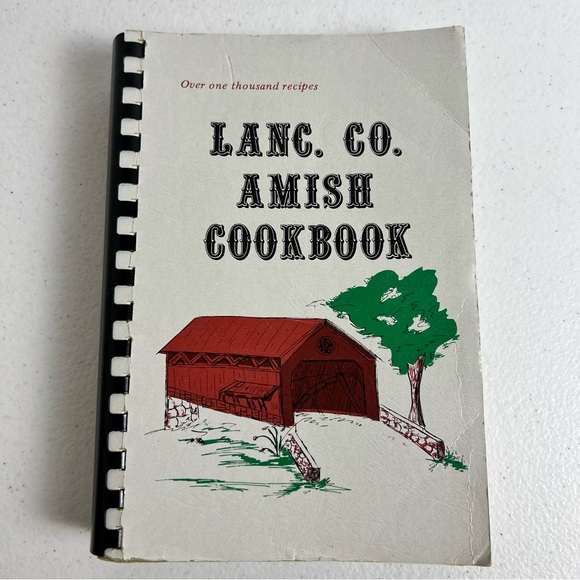 Over one thousand recipes
LANC. CO.
AMISH
COOKBOOK